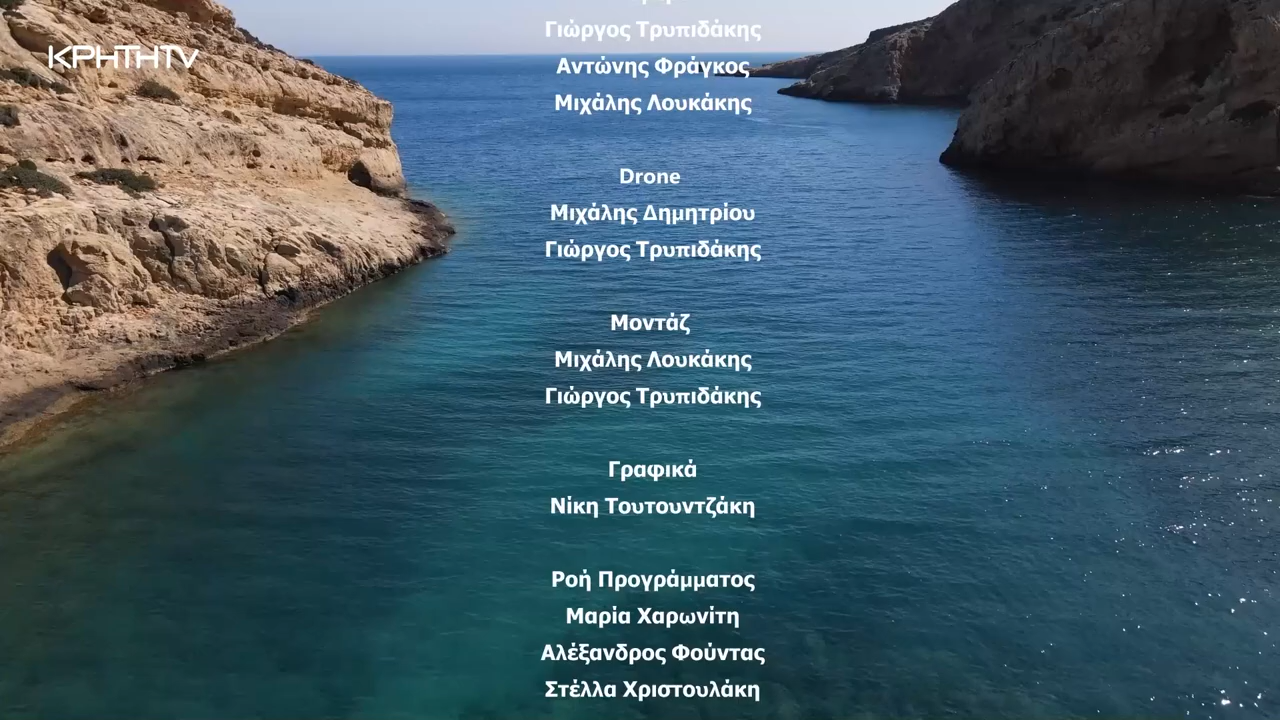 ΚΡΗΤΗTV
Γιώργος Τρυπιδάκης
Αντώνης Φράγκος
Μιχάλης Λουκάκης
Drone
Μιχάλης Δημητρίου
Γιώργος Τρυπιδάκης
Μοντάζ
Μιχάλης Λουκάκης
Γιώργος Τρυπιδάκης
Γραφικά
Νίκη Τουτουντζάκη
Ροή Προγράμματος
Μαρία Χαρωνίτη
Αλέξανδρος Φούντας
Στέλλα Χριστουλάκη